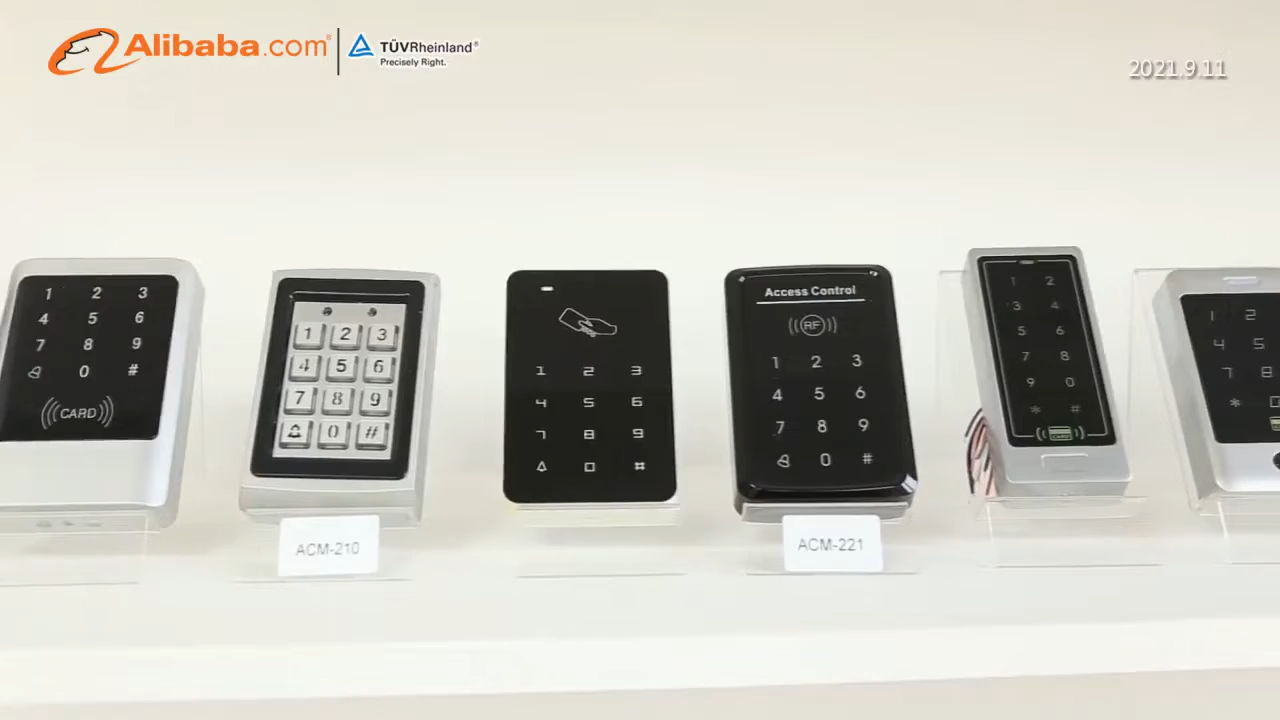 Alibaba.com
TÜVRheinland®
Precisely Right.
2021.9.11
1 2 3
4 5 6
7 8 9
0 #
CARD
1 2 3
4 5 6
7 8 9
0 #
ACM-210
1 2 3
4 5 6
7 8 9
#
Access Control
RF
1 2 3
4 5 6
7 8 9
0 #
ACM-221
1 2
3 4
5 6
7 8
9 0
* #
CARD
1 2
4 5
7 8
*